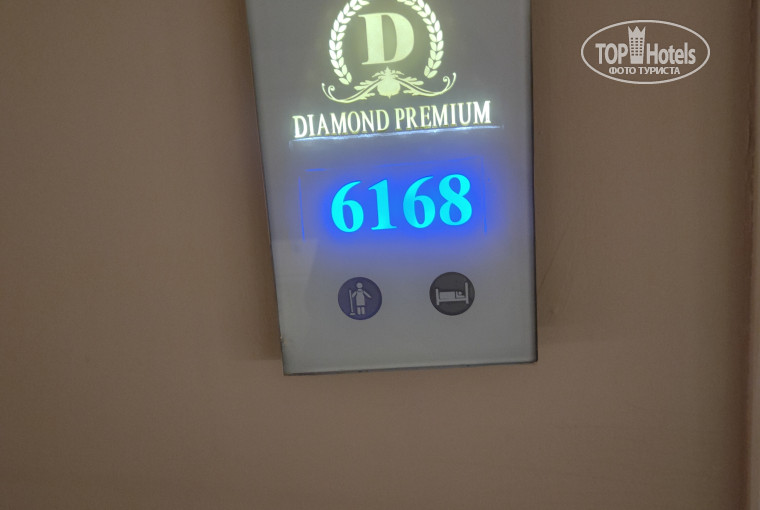 D
DIAMOND PREMIUM
6168
TOP Hotels
ФОТО ТУРИСТА